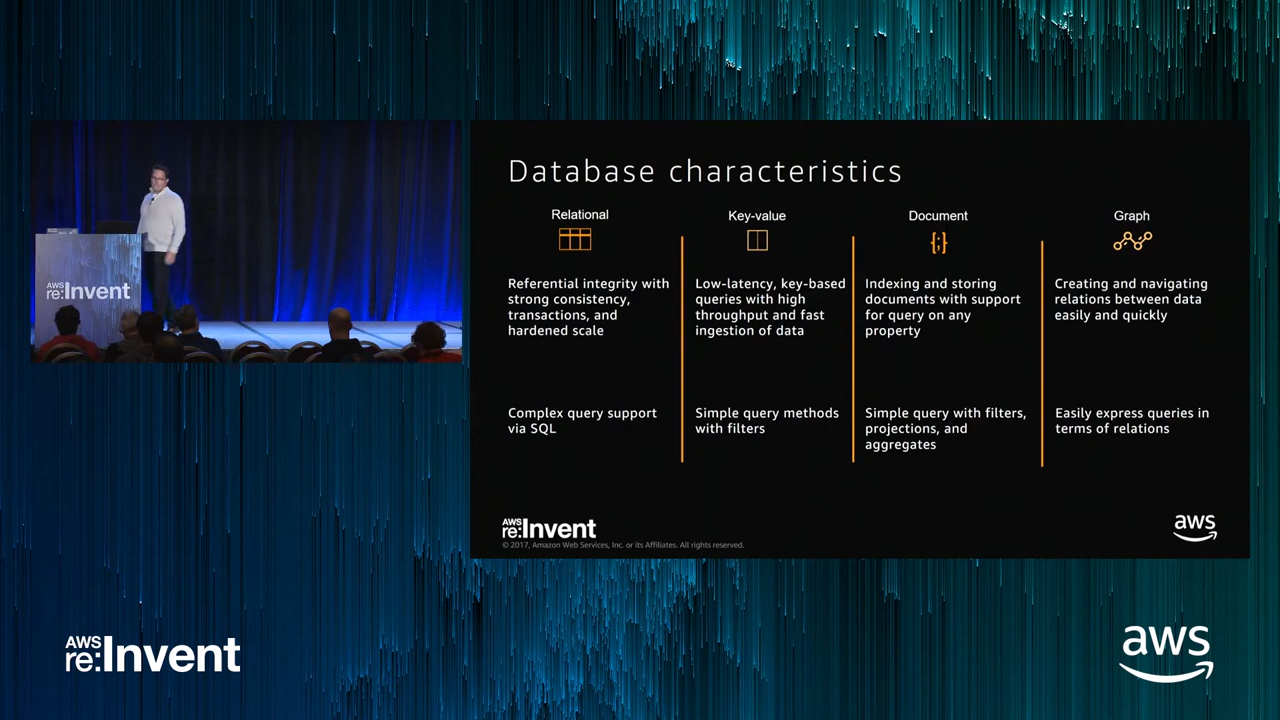 Database characteristics
Relational
Referential integrity with
strong consistency,
transactions, and
hardened scale
Complex query support
via SQL
Key-value
Low-latency, key-based
queries with high
throughput and fast
ingestion of data
Simple query methods
with filters
Document
{;}
Indexing and storing
documents with support
for query on any
property
Simple query with filters,
projections, and
aggregates
Graph
Creating and navigating
relations between data
easily and quickly
Easily express queries in
terms of relations
AWS
re:Invent
© 2017, Amazon Web Services, Inc. or its Affiliates. All rights reserved.
aws
AWS
re:Invent
AWS
re:Invent
aws